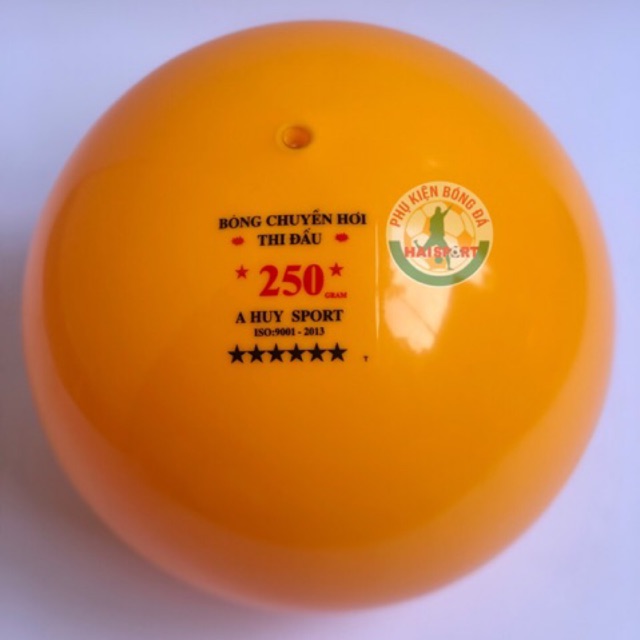 BÓNG CHUYỀN HƠI
THI ĐẤU
250
GRAM
A HUY SPORT
ISO:9001 - 2013
PHỤ KIỆN BÓNG ĐÁ
HAISPORT